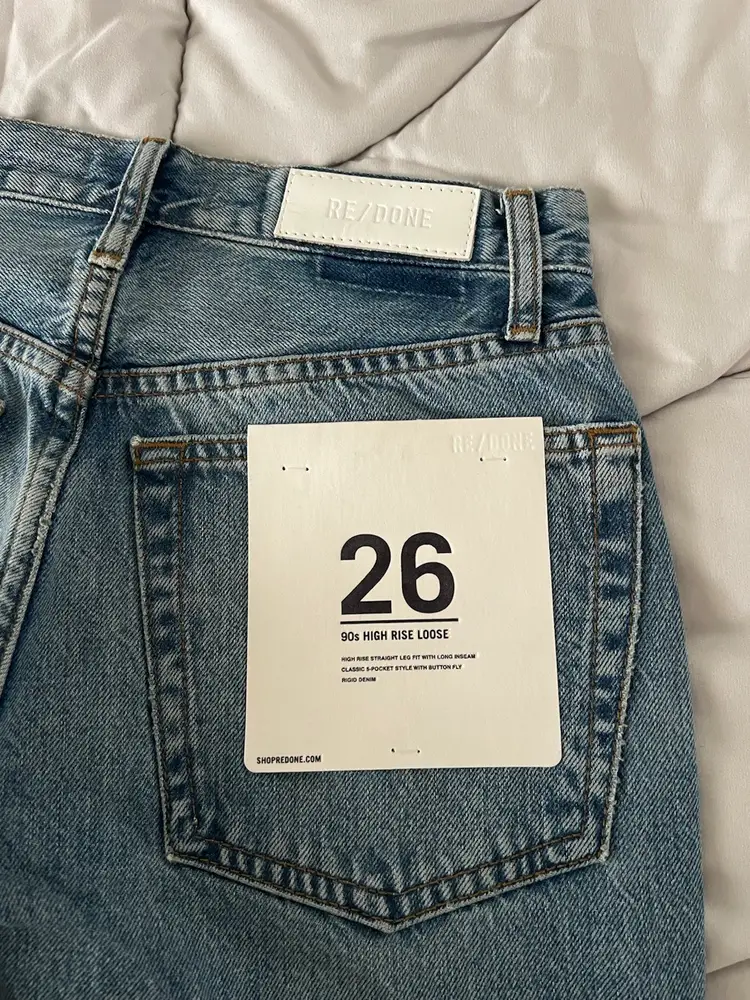 RE/DONE
RE/DONE
26
90s HIGH RISE LOOSE
HIGH RISE STRAIGHT LEG FIT WITH LONG INSEAM
CLASSIC 5-POCKET STYLE WITH BUTTON FLY
RIGID DENIM
SHOPREDONE.COM